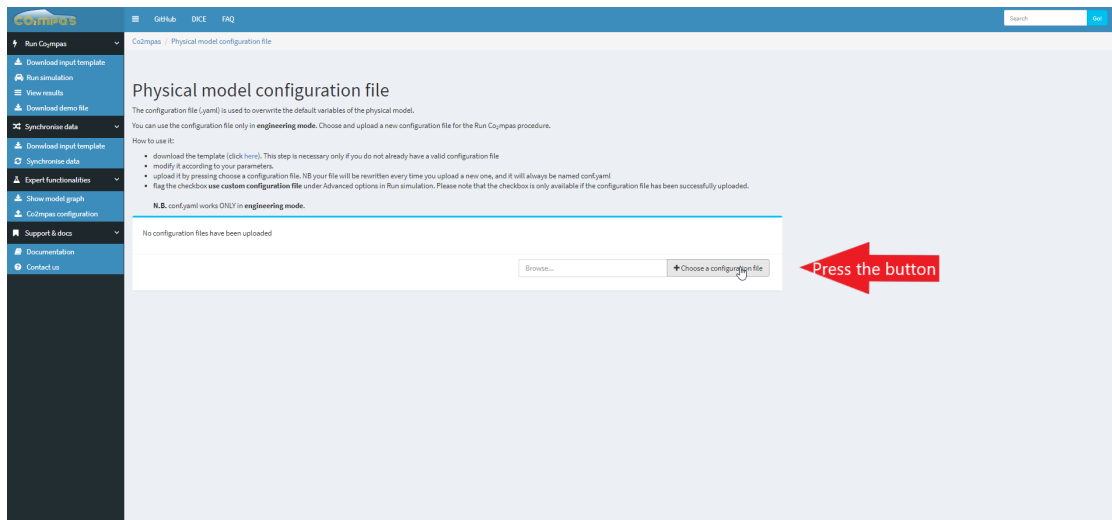 CO₂MPAS
GitHub DICE FAQ
Search Go!
Run Co₂mpas
Download input template
Run simulation
View results
Download demo file
Synchronise data
Donwload input template
Synchronise data
Expert functionalities
Show model graph
Co2mpas configuration
Support & docs
Documentation
Contact us
Co2mpas / Physical model configuration file
Physical model configuration file
The configuration file (.yaml) is used to overwrite the default variables of the physical model.
You can use the configuration file only in engineering mode. Choose and upload a new configuration file for the Run Co₂mpas procedure.
How to use it:
download the template (click here). This step is necessary only if you do not already have a valid configuration file
modify it according to your parameters.
upload it by pressing choose a configuration file. NB your file will be rewritten every time you upload a new one, and it will always be named conf.yaml
flag the checkbox use custom configuration file under Advanced options in Run simulation. Please note that the checkbox is only available if the configuration file has been successfully uploaded.
N.B. conf.yaml works ONLY in engineering mode.
No configuration files have been uploaded
Browse... Choose a configuration file
Press the button